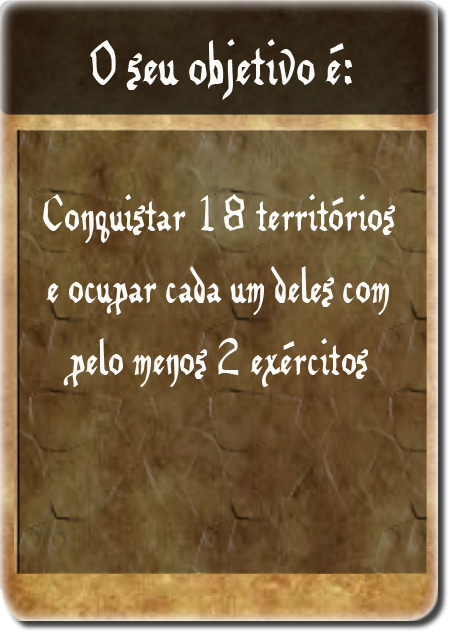 O seu objetivo é:
Conquistar 18 territórios
e ocupar cada um deles com
pelo menos 2 exércitos